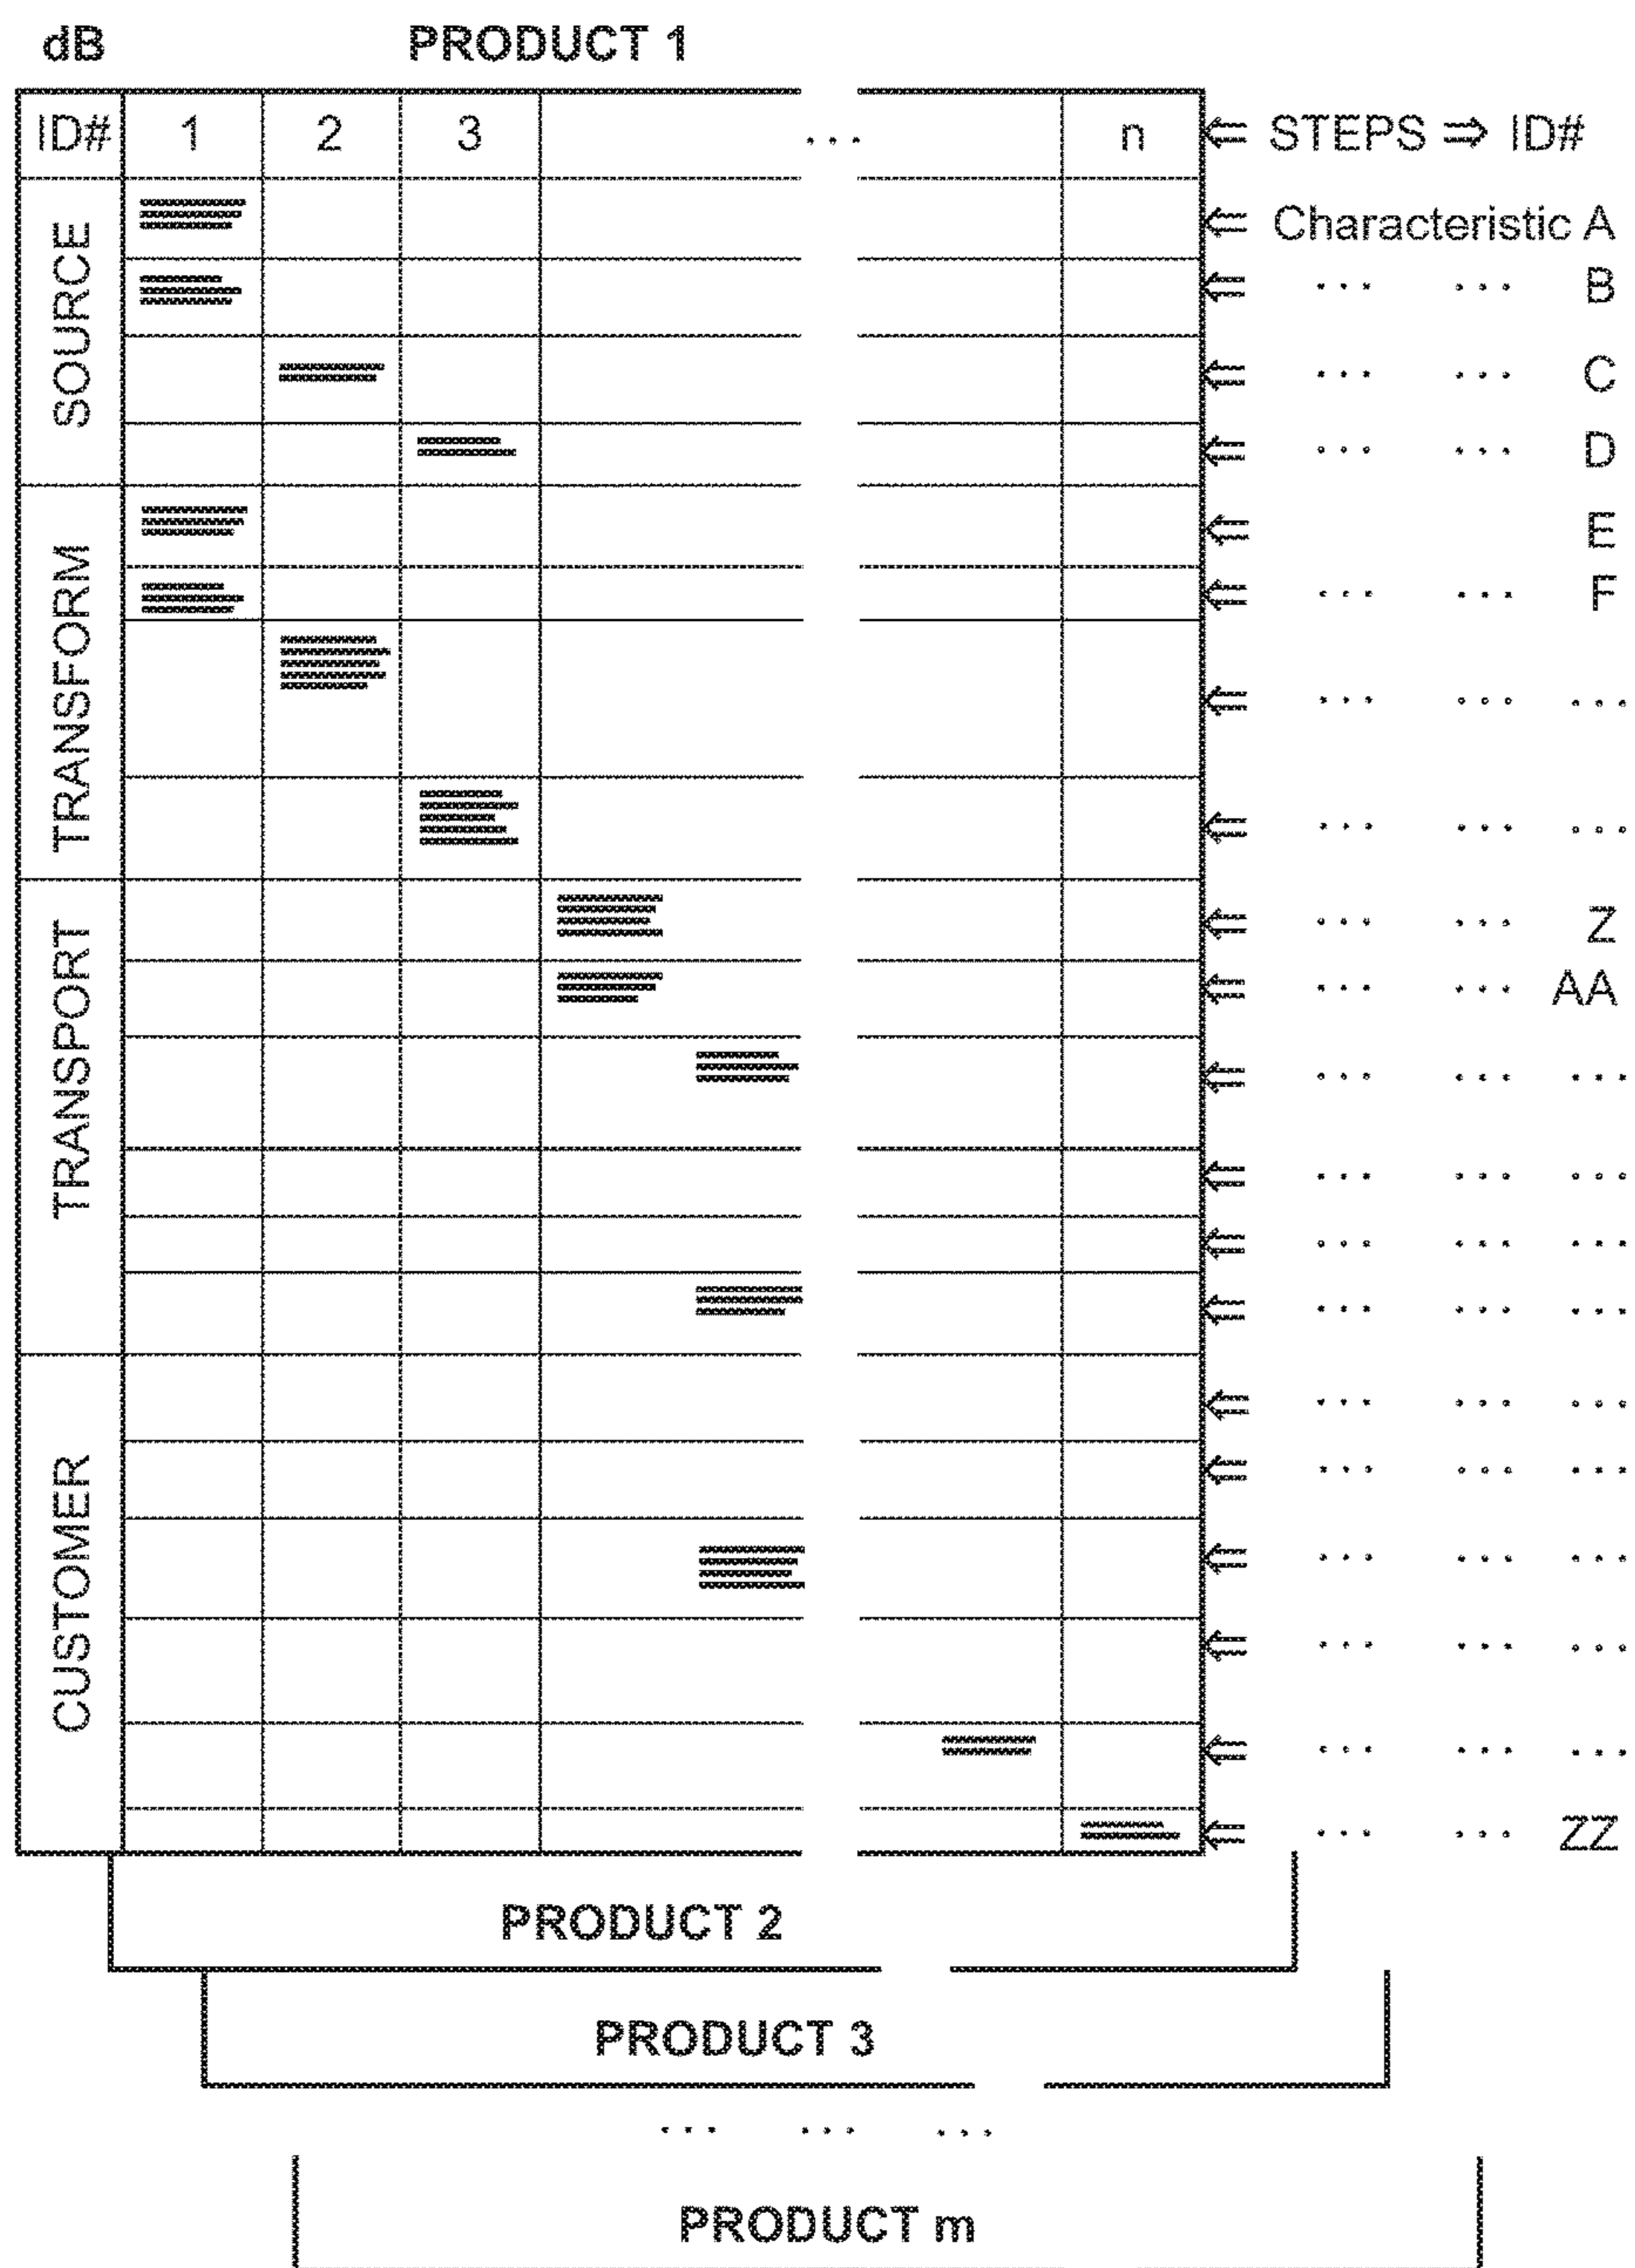 dB PRODUCT 1
ID# 1 2 3 ... n ⇐ STEPS ⇒ ID#
SOURCE
⇐ Characteristic A
⇐ ... ... B
⇐ ... ... C
⇐ ... ... D
TRANSFORM
⇐ E
⇐ ... ... F
⇐ ... ... ...
⇐ ... ... ...
TRANSPORT
⇐ ... ... Z
⇐ ... ... AA
⇐ ... ... ...
⇐ ... ... ...
⇐ ... ... ...
⇐ ... ... ...
CUSTOMER
⇐ ... ... ...
⇐ ... ... ...
⇐ ... ... ...
⇐ ... ... ...
⇐ ... ... ...
⇐ ... ... ZZ
PRODUCT 2
PRODUCT 3
... ... ...
PRODUCT m